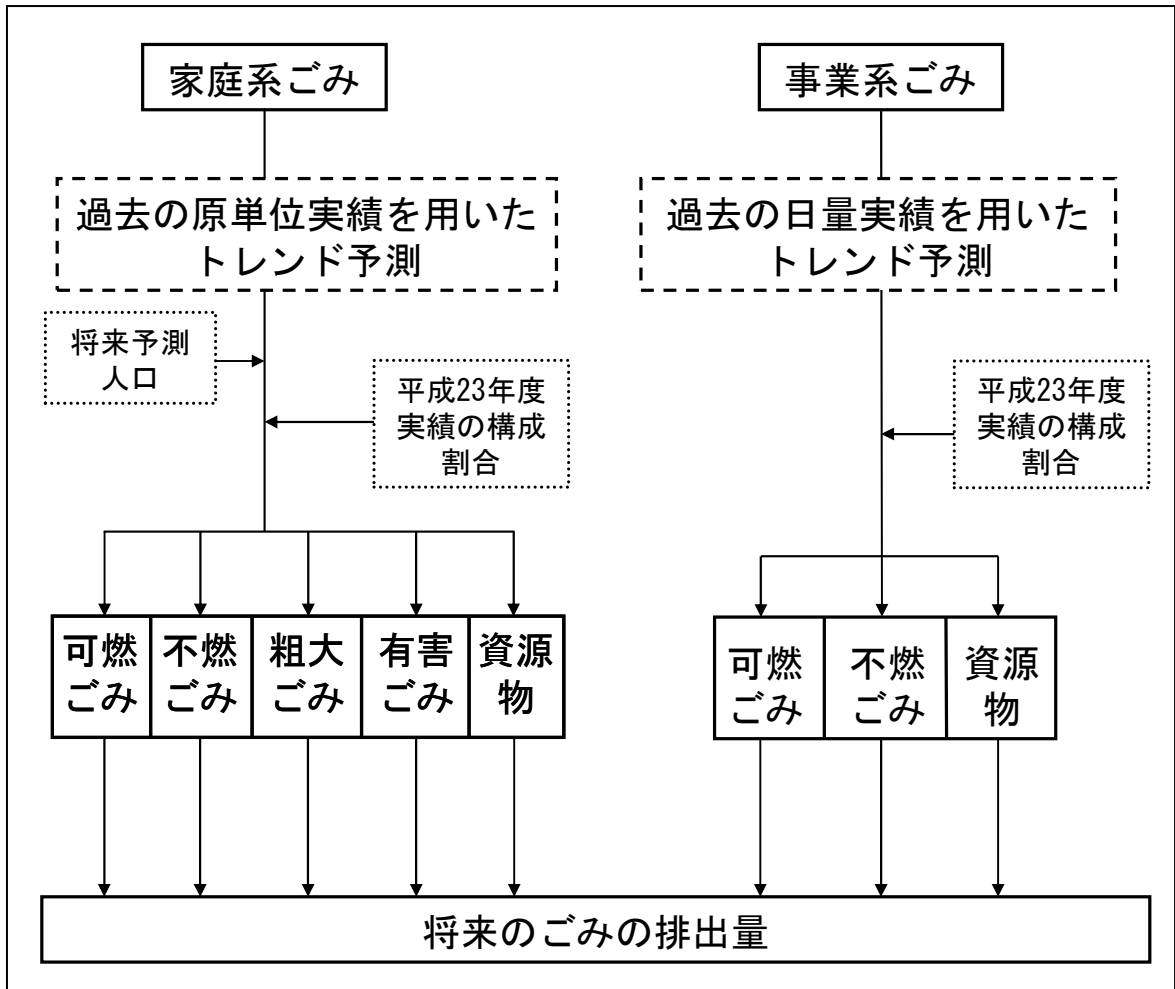 家庭系ごみ
事業系ごみ
過去の原単位実績を用いた
トレンド予測
過去の日量実績を用いた
トレンド予測
将来予測
人口
平成23年度
実績の構成
割合
平成23年度
実績の構成
割合
可燃
ごみ
不燃
ごみ
粗大
ごみ
有害
ごみ
資源
物
可燃
ごみ
不燃
ごみ
資源
物
将来のごみの排出量